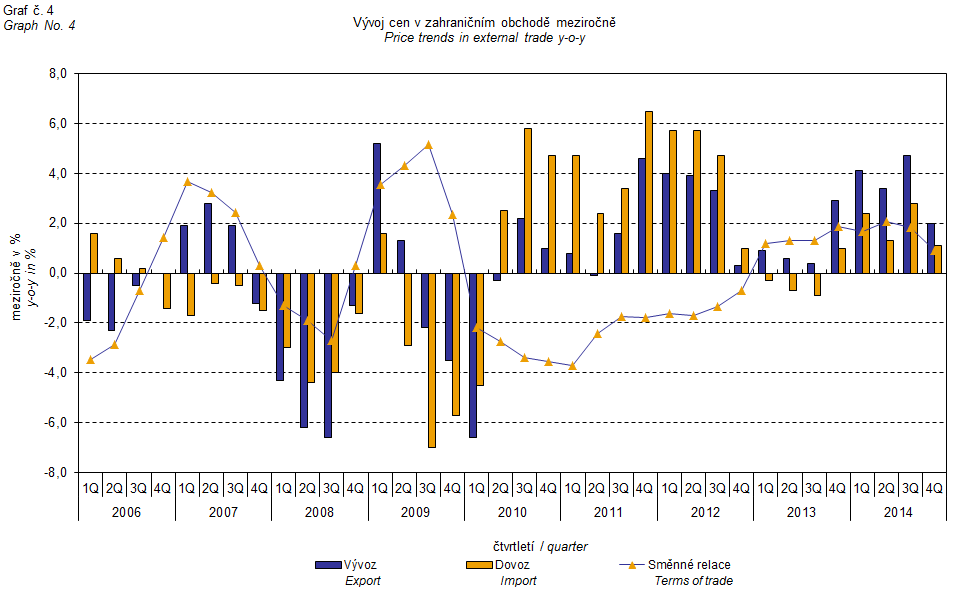 Graf č. 4
Graph No. 4
Vývoj cen v zahraničním obchodě meziročně
Price trends in external trade y-o-y
meziročně v %
y-o-y in %
8,0
6,0
4,0
2,0
0,0
-2,0
-4,0
-6,0
-8,0
1Q 2Q 3Q 4Q 1Q 2Q 3Q 4Q 1Q 2Q 3Q 4Q 1Q 2Q 3Q 4Q 1Q 2Q 3Q 4Q 1Q 2Q 3Q 4Q 1Q 2Q 3Q 4Q 1Q 2Q 3Q 4Q 1Q 2Q 3Q 4Q
2006 2007 2008 2009 2010 2011 2012 2013 2014
čtvrtletí / quarter
Vývoz Dovoz Směnné relace
Export Import Terms of trade